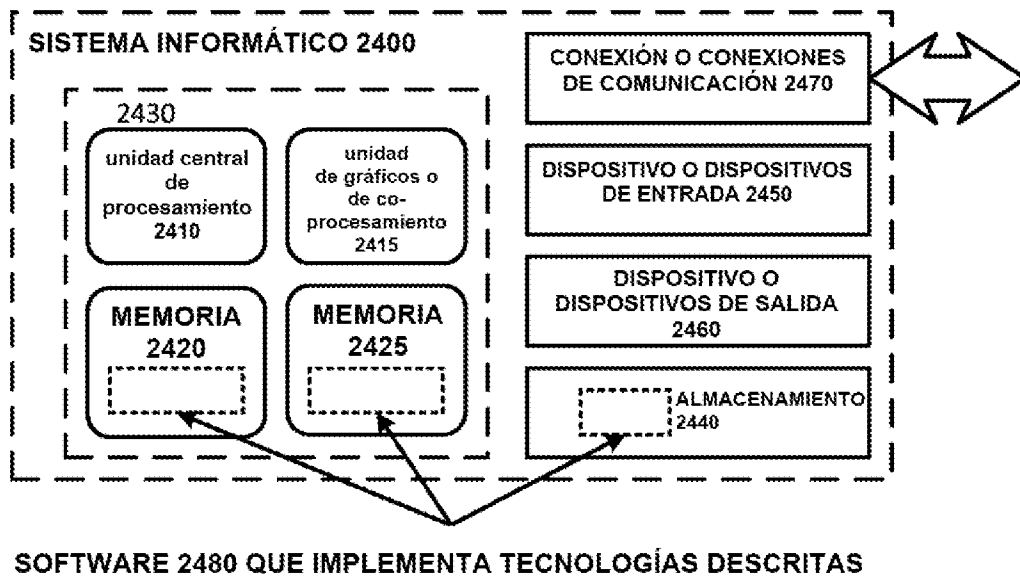 SISTEMA INFORMÁTICO 2400
2430
unidad central
de
procesamiento
2410
unidad
de gráficos o
de co-
procesamiento
2415
MEMORIA
2420
MEMORIA
2425
CONEXIÓN O CONEXIONES
DE COMUNICACIÓN 2470
DISPOSITIVO O DISPOSITIVOS
DE ENTRADA 2450
DISPOSITIVO O
DISPOSITIVOS DE SALIDA
2460
ALMACENAMIENTO
2440
SOFTWARE 2480 QUE IMPLEMENTA TECNOLOGÍAS DESCRITAS